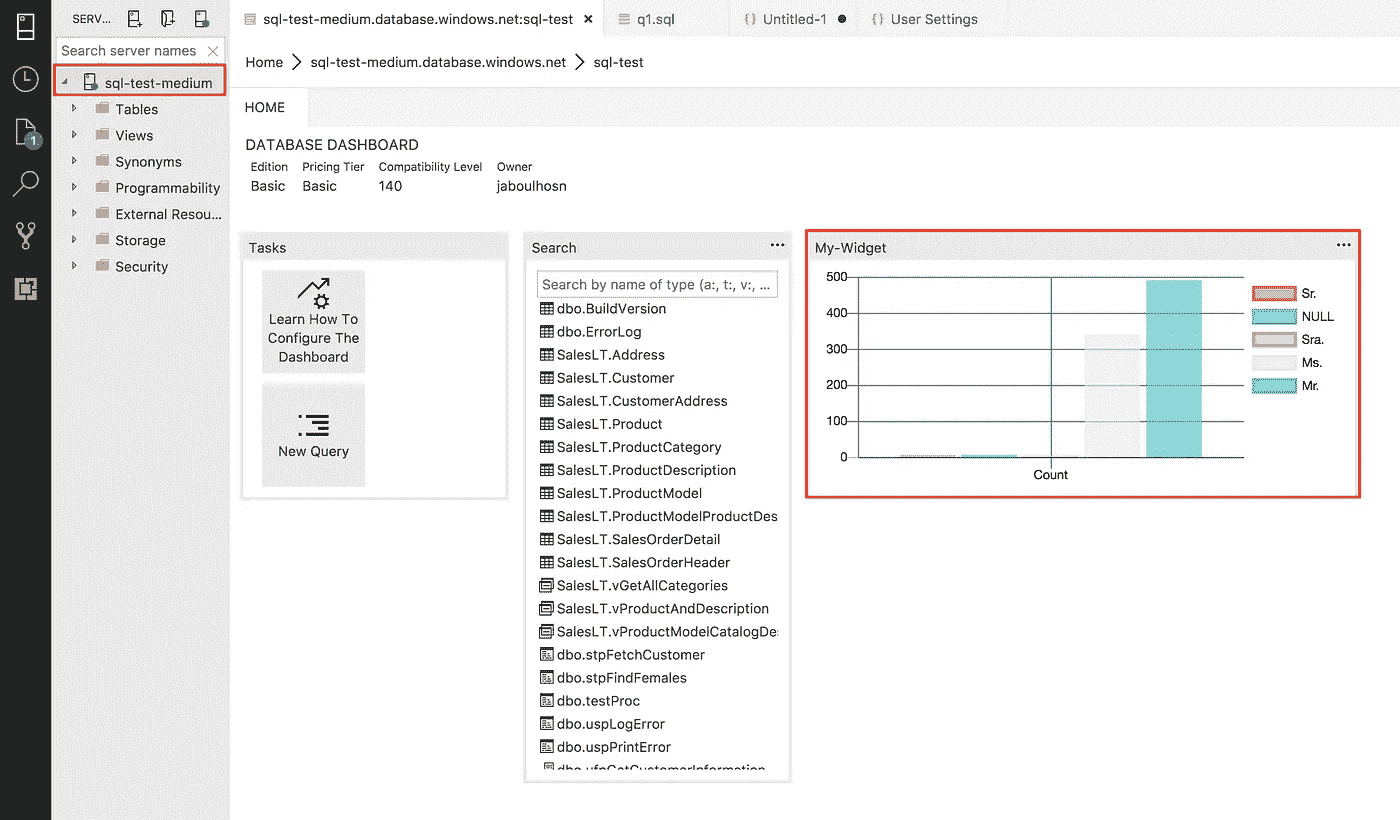 SERV...
sql-test-medium.database.windows.net:sql-test
q1.sql
{} Untitled-1
{} User Settings
Search server names
1
sql-test-medium
Tables
Views
Synonyms
Programmability
External Resou...
Storage
Security
Home > sql-test-medium.database.windows.net > sql-test
HOME
DATABASE DASHBOARD
Edition Pricing Tier Compatibility Level Owner
Basic Basic 140 jaboulhosn
Tasks
Learn How To
Configure The
Dashboard
New Query
Search
Search by name of type (a:, t:, v:, ...
dbo.BuildVersion
dbo.ErrorLog
SalesLT.Address
SalesLT.Customer
SalesLT.CustomerAddress
SalesLT.Product
SalesLT.ProductCategory
SalesLT.ProductDescription
SalesLT.ProductModel
SalesLT.ProductModelProductDes
SalesLT.SalesOrderDetail
SalesLT.SalesOrderHeader
SalesLT.vGetAllCategories
SalesLT.vProductAndDescription
SalesLT.vProductModelCatalogDe
dbo.stpFetchCustomer
dbo.stpFindFemales
dbo.testProc
dbo.uspLogError
dbo.uspPrintError
dbo.ufnGetCustomerInformation
My-Widget
500
400
300
200
100
0
Count
Sr.
NULL
Sra.
Ms.
Mr.